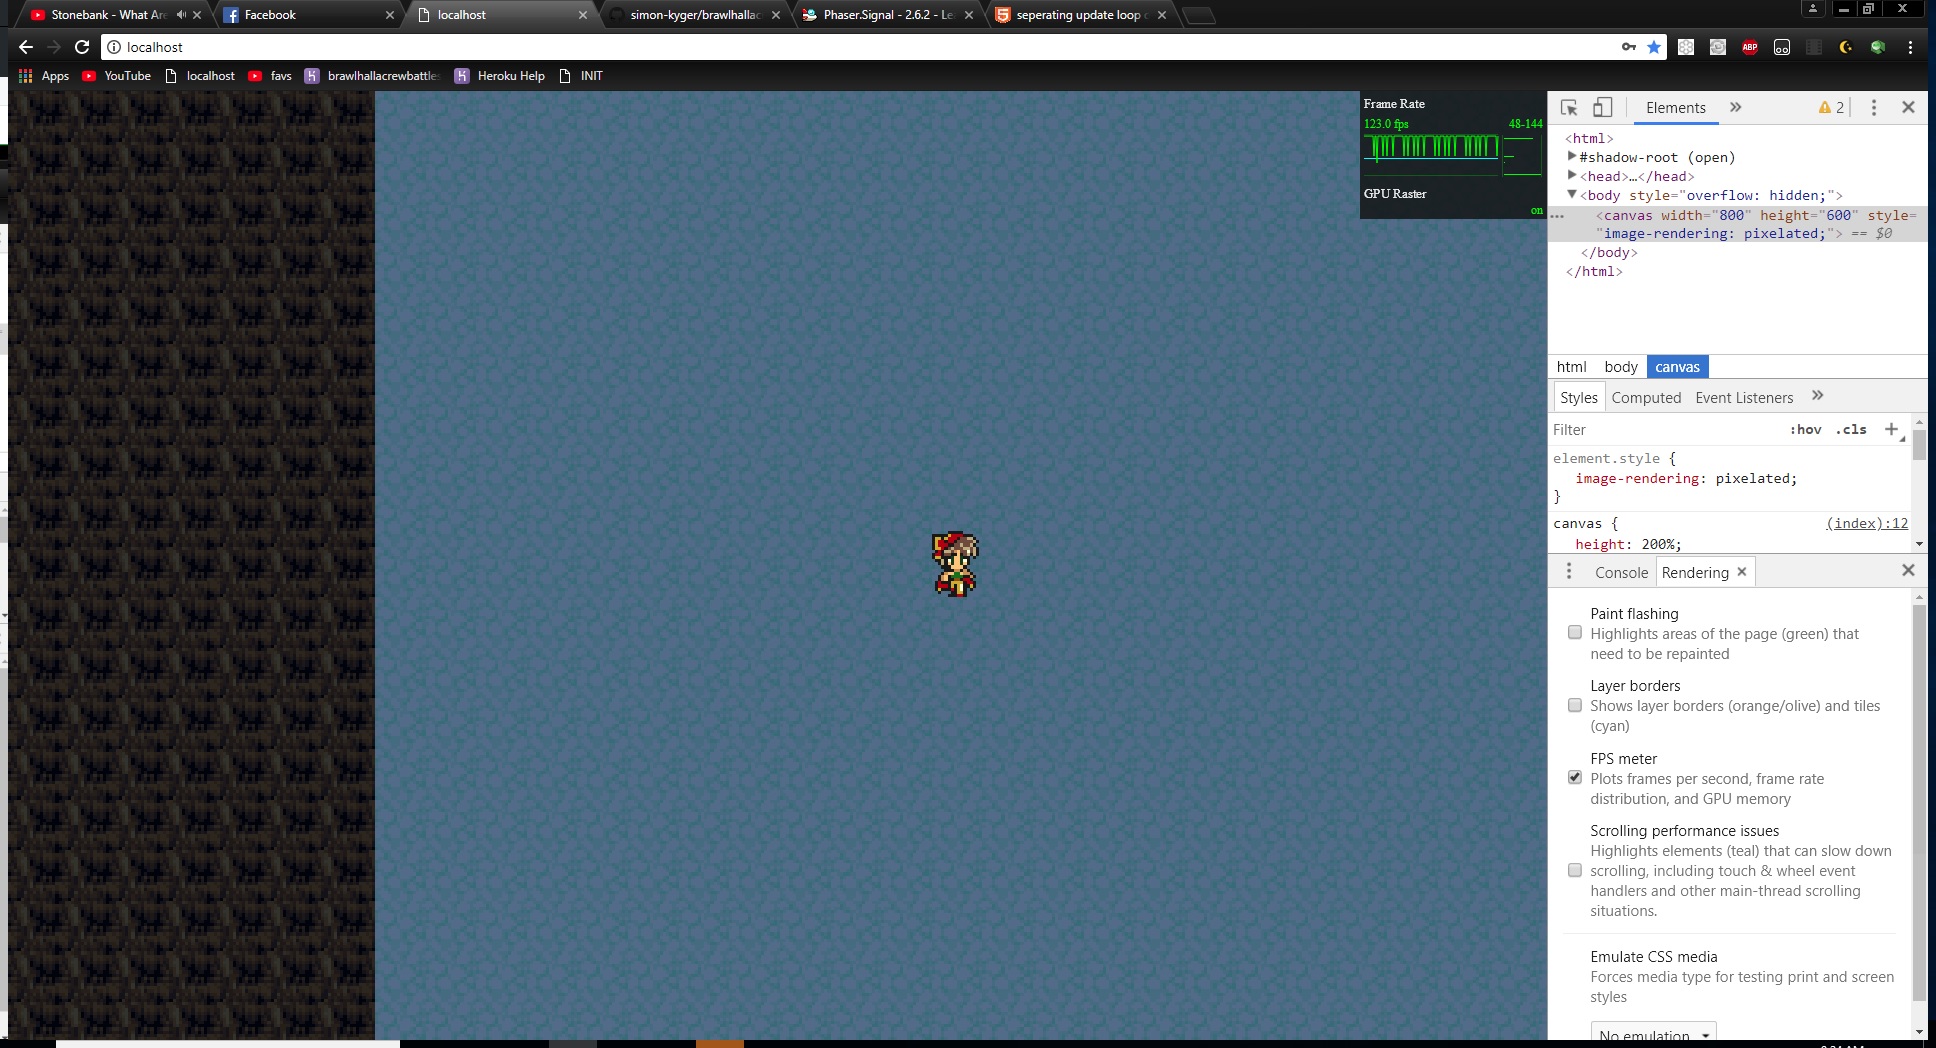 Stonebank - What Are
Facebook
localhost
simon-kyger/brawlhallac
Phaser.Signal - 2.6.2 - Le
seperating update loop
localhost
ABP
Apps
YouTube
localhost
favs
brawlhallacrewbattles
Heroku Help
INIT
Frame Rate
123.0 fps
48-144
GPU Raster
on
Elements
2
<html>
#shadow-root (open)
<head>…</head>
<body style="overflow: hidden;">
<canvas width="800" height="600" style=
"image-rendering: pixelated;"> == $0
</body>
</html>
html
body
canvas
Styles
Computed
Event Listeners
Filter
:hov
.cls
element.style {
image-rendering: pixelated;
}
canvas {
(index):12
height: 200%;
Console
Rendering
Paint flashing
Highlights areas of the page (green) that
need to be repainted
Layer borders
Shows layer borders (orange/olive) and tiles
(cyan)
FPS meter
Plots frames per second, frame rate
distribution, and GPU memory
Scrolling performance issues
Highlights elements (teal) that can slow down
scrolling, including touch & wheel event
handlers and other main-thread scrolling
situations.
Emulate CSS media
Forces media type for testing print and screen
styles
No emulation